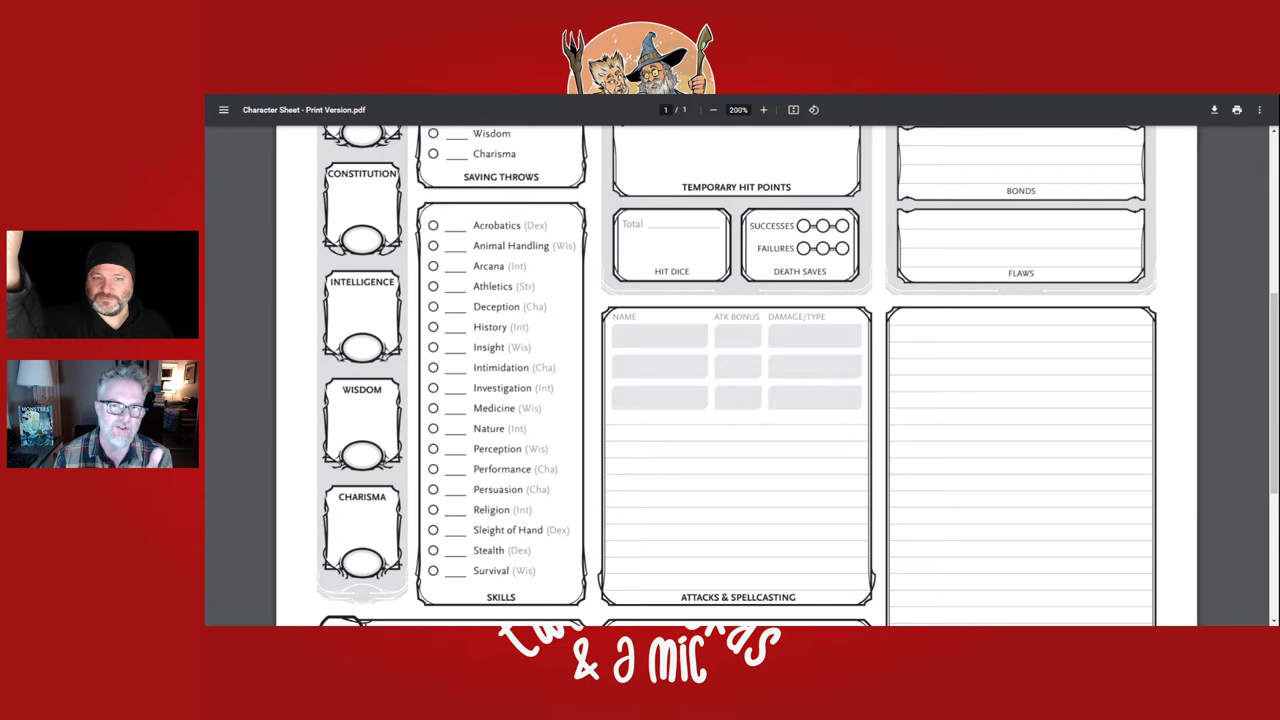 Character Sheet - Print Version.pdf
1 / 1
200%
Wisdom
Charisma
SAVING THROWS
CONSTITUTION
INTELLIGENCE
WISDOM
CHARISMA
Acrobatics (Dex)
Animal Handling (Wis)
Arcana (Int)
Athletics (Str)
Deception (Cha)
History (Int)
Insight (Wis)
Intimidation (Cha)
Investigation (Int)
Medicine (Wis)
Nature (Int)
Perception (Wis)
Performance (Cha)
Persuasion (Cha)
Religion (Int)
Sleight of Hand (Dex)
Stealth (Dex)
Survival (Wis)
SKILLS
TEMPORARY HIT POINTS
Total
HIT DICE
SUCCESSES
FAILURES
DEATH SAVES
NAME ATK BONUS DAMAGE/TYPE
ATTACKS & SPELLCASTING
BONDS
FLAWS
MONSTERS
& a mic